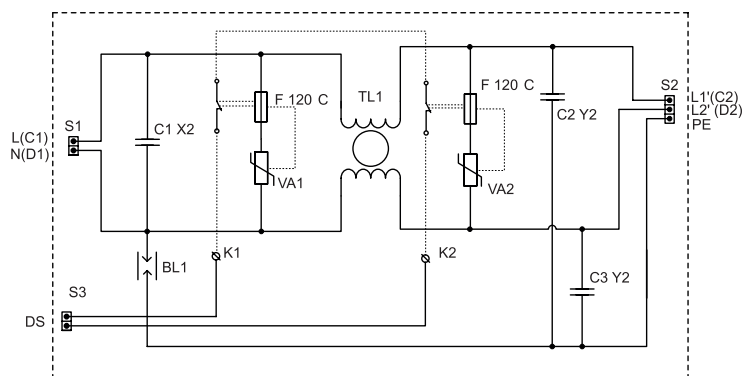 F 120 C
TL1
F 120 C
S2
L1'(C2)
L2' (D2)
PE
S1
L(C1)
N(D1)
C1 X2
C2 Y2
VA1
VA2
K1
K2
BL1
C3 Y2
S3
DS